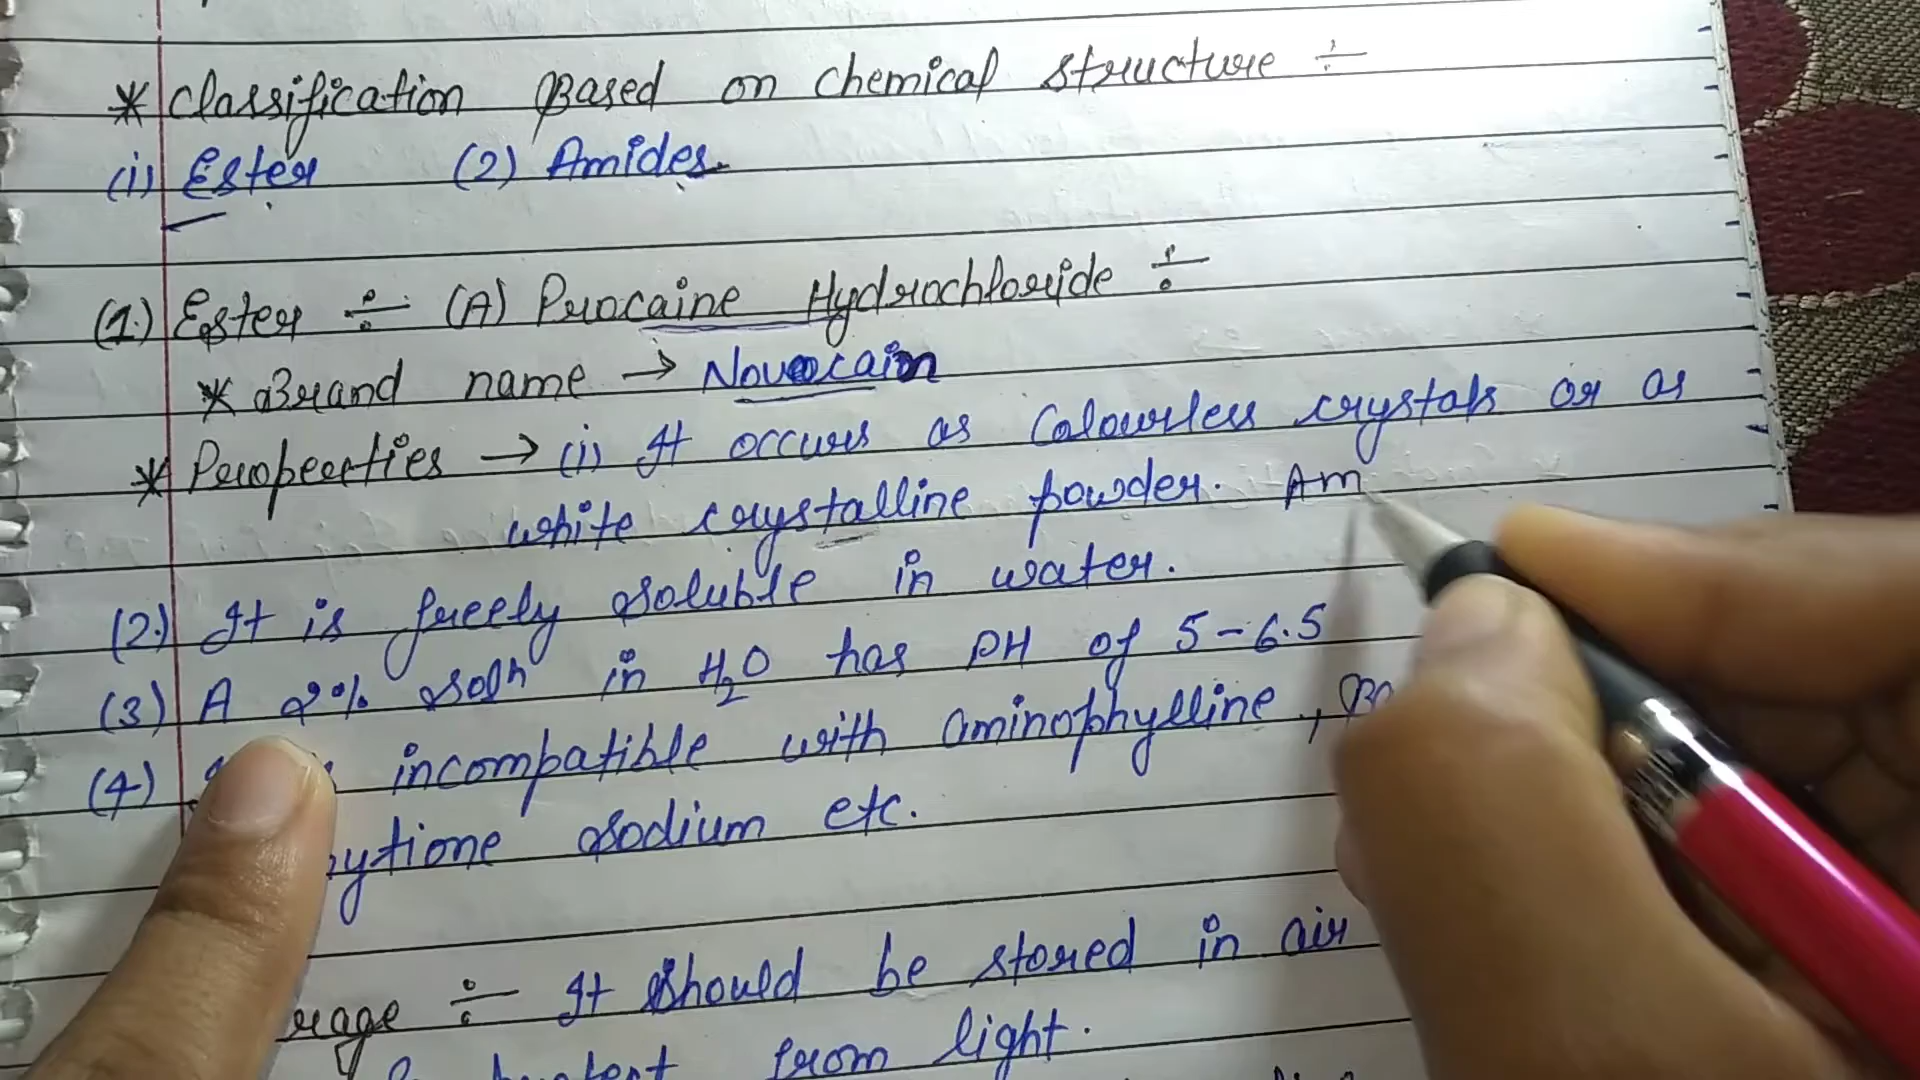 * Classification Based on Chemical structure ÷
(i) Ester (2) Amides.
(1.) Ester ÷ (A) Procaine Hydrochloride ÷
* Brand name → Novocain
* Properties → (i) It occurs as Colourless crystals or as
white crystalline powder. Am
(2.) It is freely soluble in water.
(3) A 2% soln in H₂O has PH of 5-6.5
(4) incompatible with aminophylline,
sodium etc.
÷ It should be stored in air
from light.